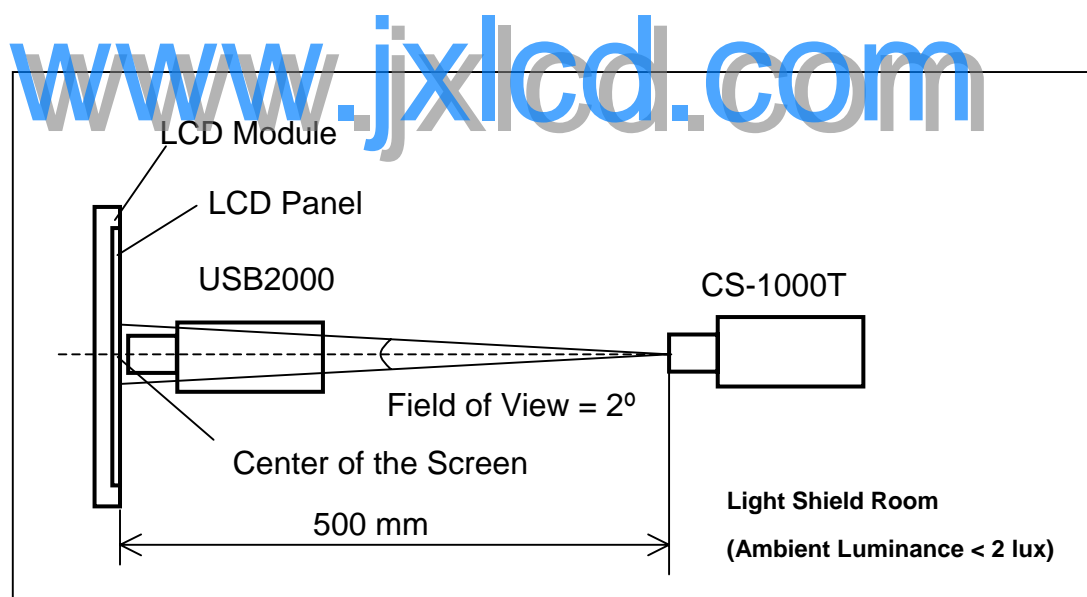 www.jxlcd.com
LCD Module
LCD Panel
USB2000
CS-1000T
Field of View = 2º
Center of the Screen
500 mm
Light Shield Room
(Ambient Luminance < 2 lux)